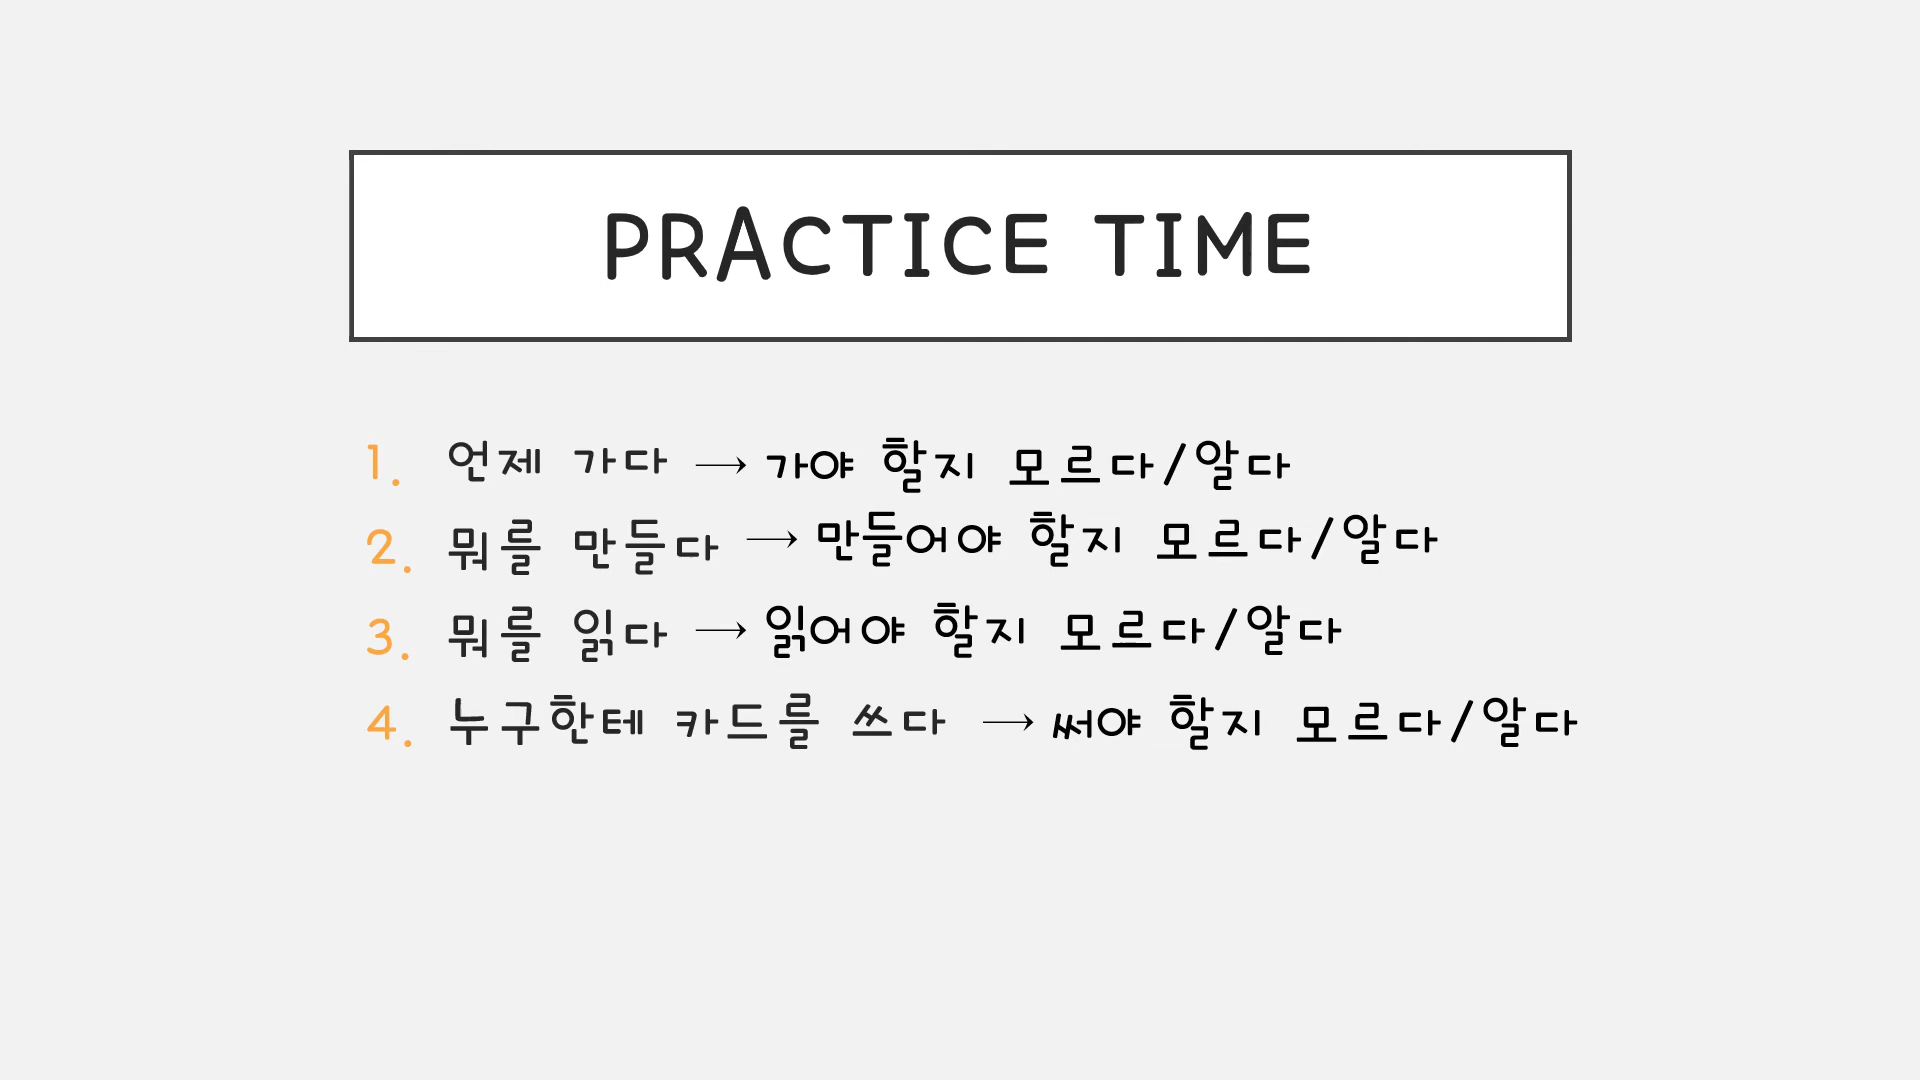 PRACTICE TIME
1. 언제 가다 → 가야 할지 모르다/알다
2. 뭐를 만들다 → 만들어야 할지 모르다/알다
3. 뭐를 읽다 → 읽어야 할지 모르다/알다
4. 누구한테 카드를 쓰다 → 써야 할지 모르다/알다